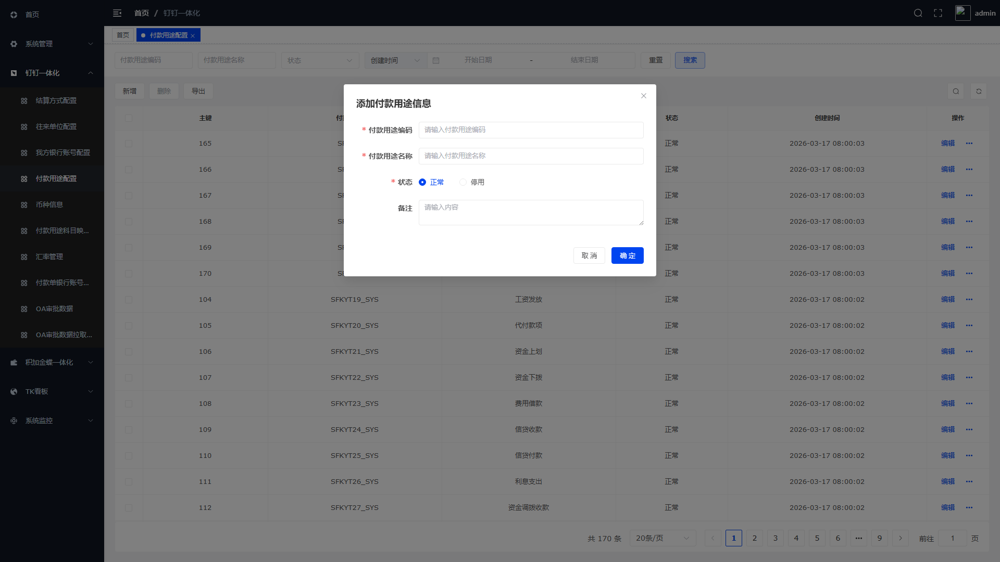 首页
系统管理
钉钉一体化
结算方式配置
往来单位配置
我方银行账号配置
付款用途配置
币种信息
付款用途科目映...
汇率管理
付款单银行账号...
OA审批数据
OA审批数据拉取...
积加金蝶一体化
TK看板
系统监控
首页 / 钉钉一体化
admin
首页 付款用途配置
付款用途编码 付款用途名称 状态 创建时间 开始日期 - 结束日期 重置 搜索
新增 删除 导出
主键 状态 创建时间 操作
165 正常 2026-03-17 08:00:03 编辑
166 正常 2026-03-17 08:00:03 编辑
167 正常 2026-03-17 08:00:03 编辑
168 正常 2026-03-17 08:00:03 编辑
169 正常 2026-03-17 08:00:03 编辑
170 正常 2026-03-17 08:00:03 编辑
104 SFKYT19_SYS 工资发放 正常 2026-03-17 08:00:02 编辑
105 SFKYT20_SYS 代付款项 正常 2026-03-17 08:00:02 编辑
106 SFKYT21_SYS 资金上划 正常 2026-03-17 08:00:02 编辑
107 SFKYT22_SYS 资金下拨 正常 2026-03-17 08:00:02 编辑
108 SFKYT23_SYS 费用借款 正常 2026-03-17 08:00:02 编辑
109 SFKYT24_SYS 信贷收款 正常 2026-03-17 08:00:02 编辑
110 SFKYT25_SYS 信贷付款 正常 2026-03-17 08:00:02 编辑
111 SFKYT26_SYS 利息支出 正常 2026-03-17 08:00:02 编辑
112 SFKYT27_SYS 资金调拨收款 正常 2026-03-17 08:00:02 编辑
共 170 条 20条/页 1 2 3 4 5 6 ... 9 前往 1 页
添加付款用途信息
* 付款用途编码 请输入付款用途编码
* 付款用途名称 请输入付款用途名称
* 状态 正常 停用
备注 请输入内容
取消 确定